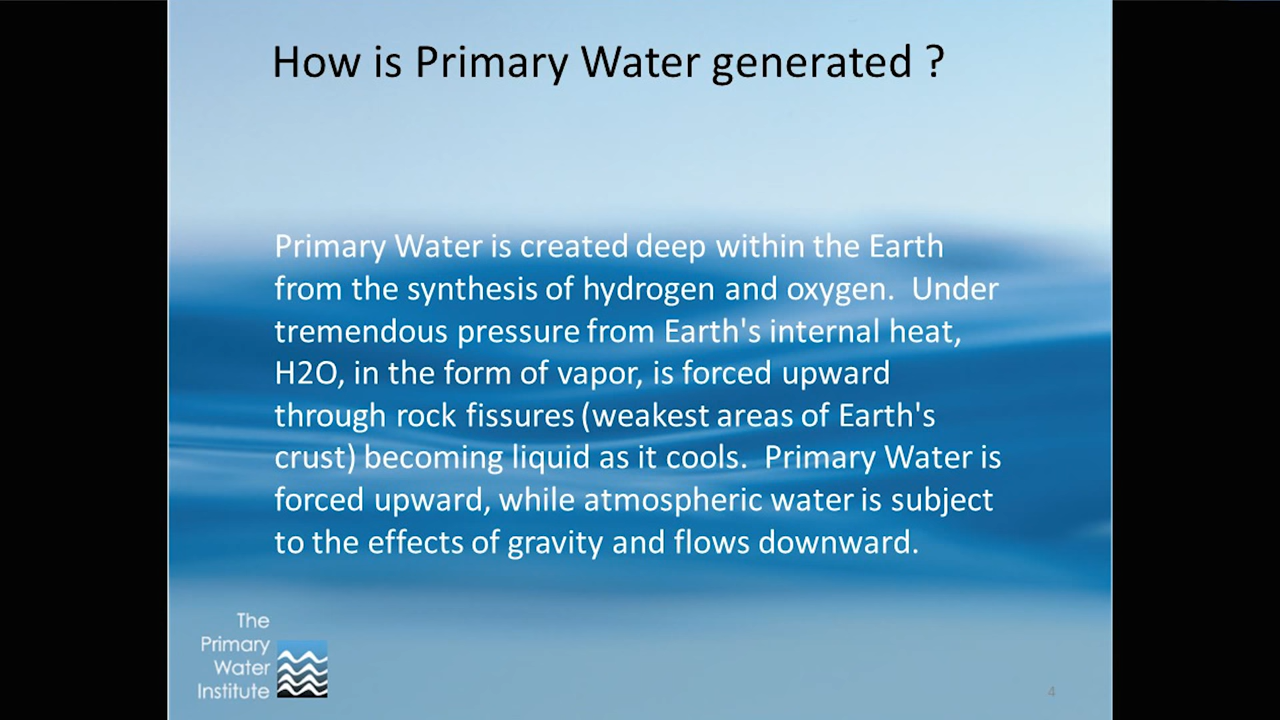 How is Primary Water generated ?
Primary Water is created deep within the Earth
from the synthesis of hydrogen and oxygen.  Under
tremendous pressure from Earth's internal heat,
H2O, in the form of vapor, is forced upward
through rock fissures (weakest areas of Earth's
crust) becoming liquid as it cools.  Primary Water is
forced upward, while atmospheric water is subject
to the effects of gravity and flows downward.
The
Primary
Water
Institute
4